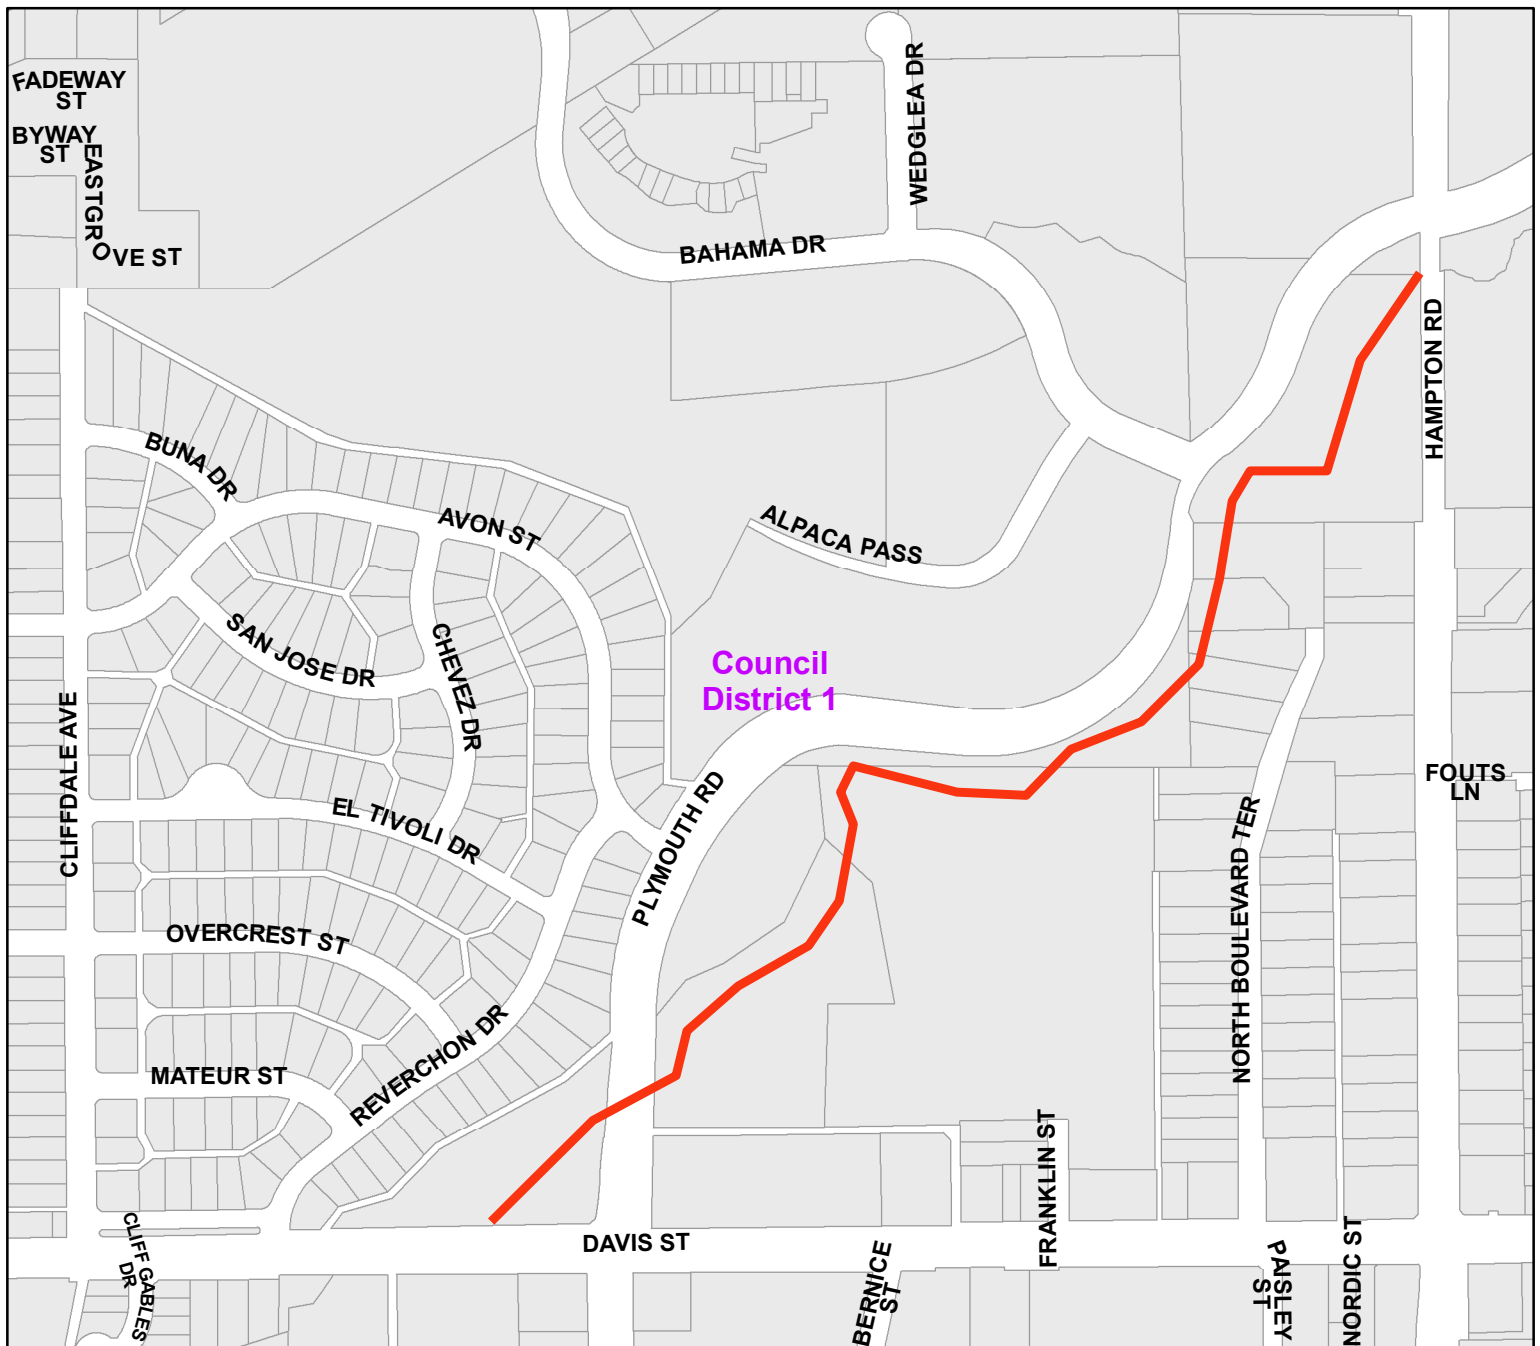 FADEWAY
ST
BYWAY
ST
EASTGROVE ST
WEDGLEA DR
BAHAMA DR
HAMPTON RD
BUNA DR
AVON ST
ALPACA PASS
SAN JOSE DR
CHEVEZ DR
Council
District 1
CLIFFDALE AVE
PLYMOUTH RD
FOUTS
LN
EL TIVOLI DR
NORTH BOULEVARD TER
OVERCREST ST
REVERCHON DR
MATEUR ST
FRANKLIN ST
CLIFF GABLES
DR
DAVIS ST
BERNICE
ST
PAISLEY
ST
NORDIC ST